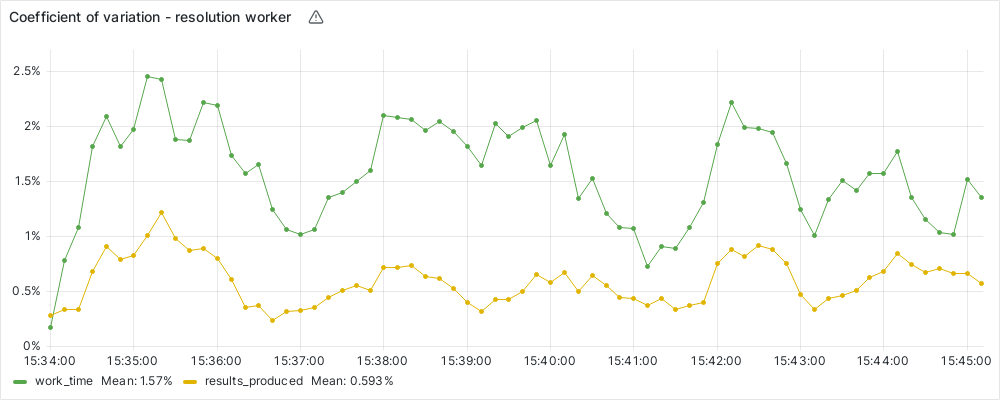 Coefficient of variation - resolution worker
2.5%
2%
1.5%
1%
0.5%
0%
15:34:00 15:35:00 15:36:00 15:37:00 15:38:00 15:39:00 15:40:00 15:41:00 15:42:00 15:43:00 15:44:00 15:45:00
work_time Mean: 1.57% results_produced Mean: 0.593%